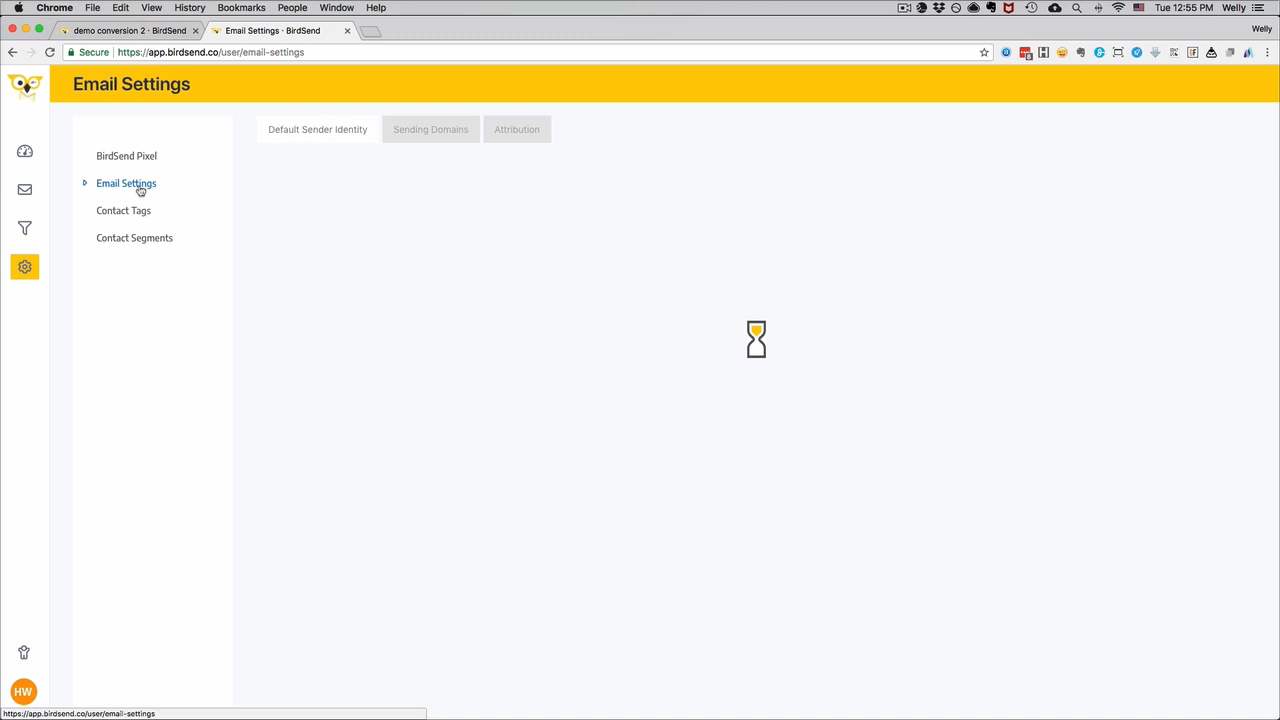 Chrome File Edit View History Bookmarks People Window Help Tue 12:55 PM Welly
demo conversion 2 - BirdSend Email Settings - BirdSend Welly
Secure https://app.birdsend.co/user/email-settings
Email Settings
Default Sender Identity Sending Domains Attribution
BirdSend Pixel
Email Settings
Contact Tags
Contact Segments
HW
https://app.birdsend.co/user/email-settings